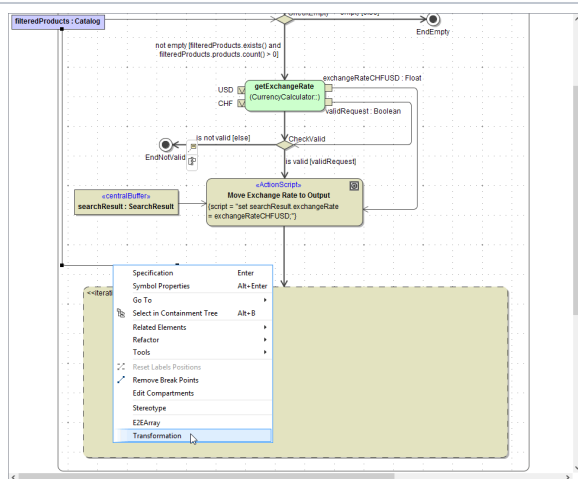 filteredProducts : Catalog
EndEmpty
not empty [filteredProducts.exists() and
filteredProducts.products.count() > 0]
exchangeRateCHFUSD : Float
getExchangeRate
(CurrencyCalculator::)
USD
CHF
validRequest : Boolean
is not valid [else]
CheckValid
EndNotValid
is valid [validRequest]
«ActionScript»
Move Exchange Rate to Output
{script = "set searchResult.exchangeRate
= exchangeRateCHFUSD;"}
«centralBuffer»
searchResult : SearchResult
Specification Enter
Symbol Properties Alt+Enter
Go To
Select in Containment Tree Alt+B
Related Elements
Refactor
Tools
Reset Labels Positions
Remove Break Points
Edit Compartments
Stereotype
E2EArray
Transformation